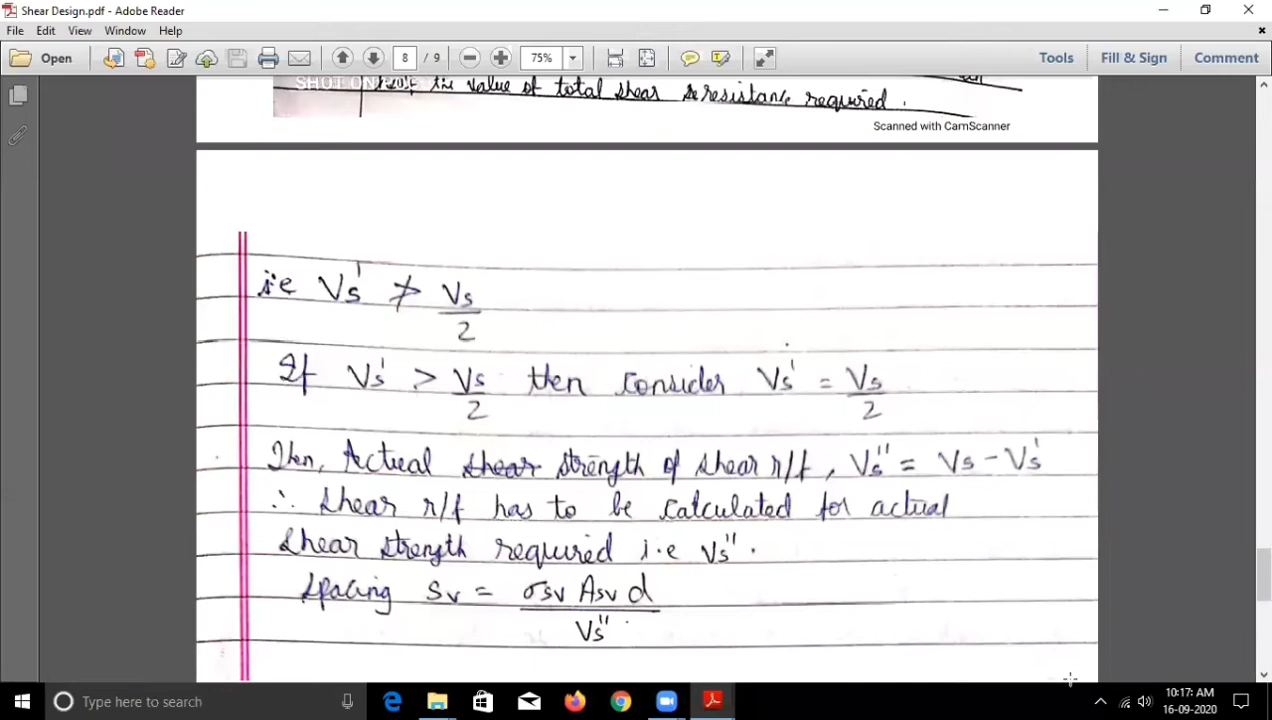 Shear Design.pdf - Adobe Reader
File Edit View Window Help
Open 8 / 9 75% Tools Fill & Sign Comment
SHOT ON
the value of total shear resistance required.
Scanned with CamScanner
i.e Vs' ≯ Vs/2
If Vs' > Vs/2 then consider Vs' = Vs/2
Then, Actual shear strength of shear r/f, Vs'' = Vs - Vs'
∴ shear r/f has to be calculated for actual
shear strength required i.e Vs''.
spacing Sv = σsv Asv d / Vs''
Type here to search
10:17: AM
16-09-2020